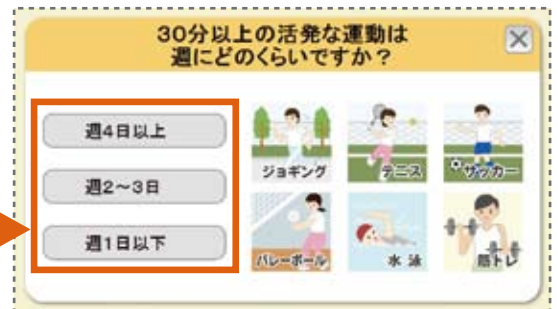 30分以上の活発な運動は
週にどのくらいですか？
週4日以上
週2～3日
週1日以下
ジョギング
テニス
サッカー
バレーボール
水泳
筋トレ